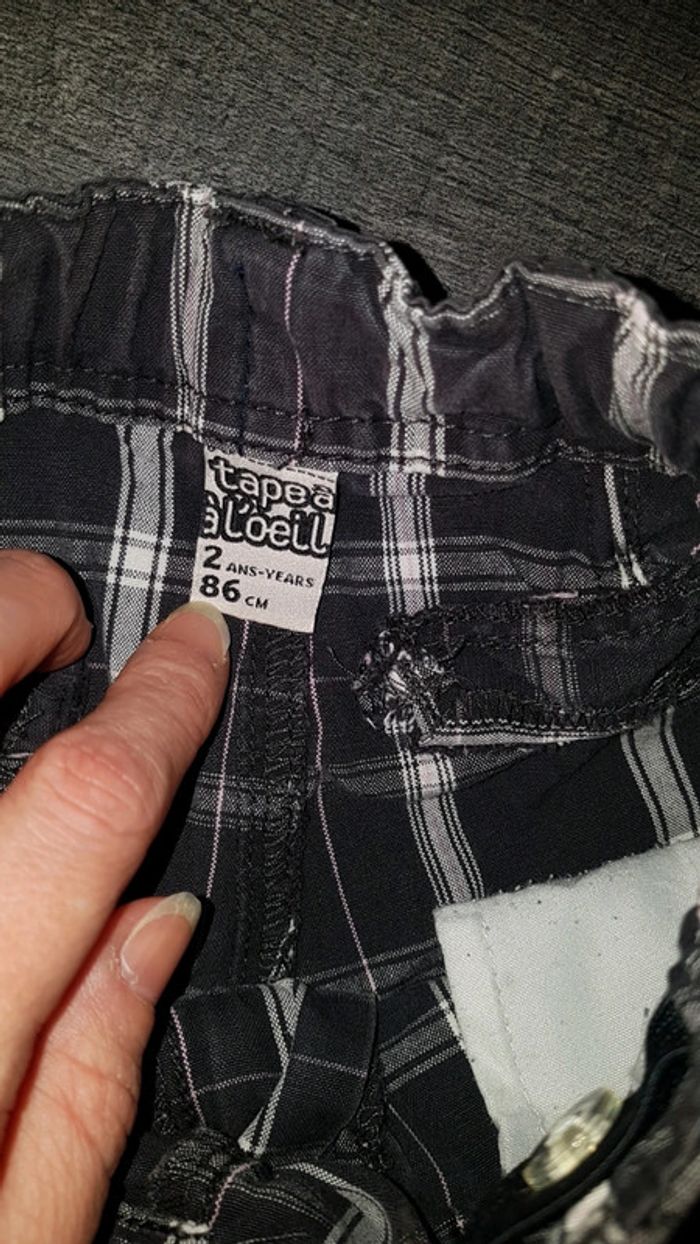 tape à
à l'oeil
2 ANS-YEARS
86 CM